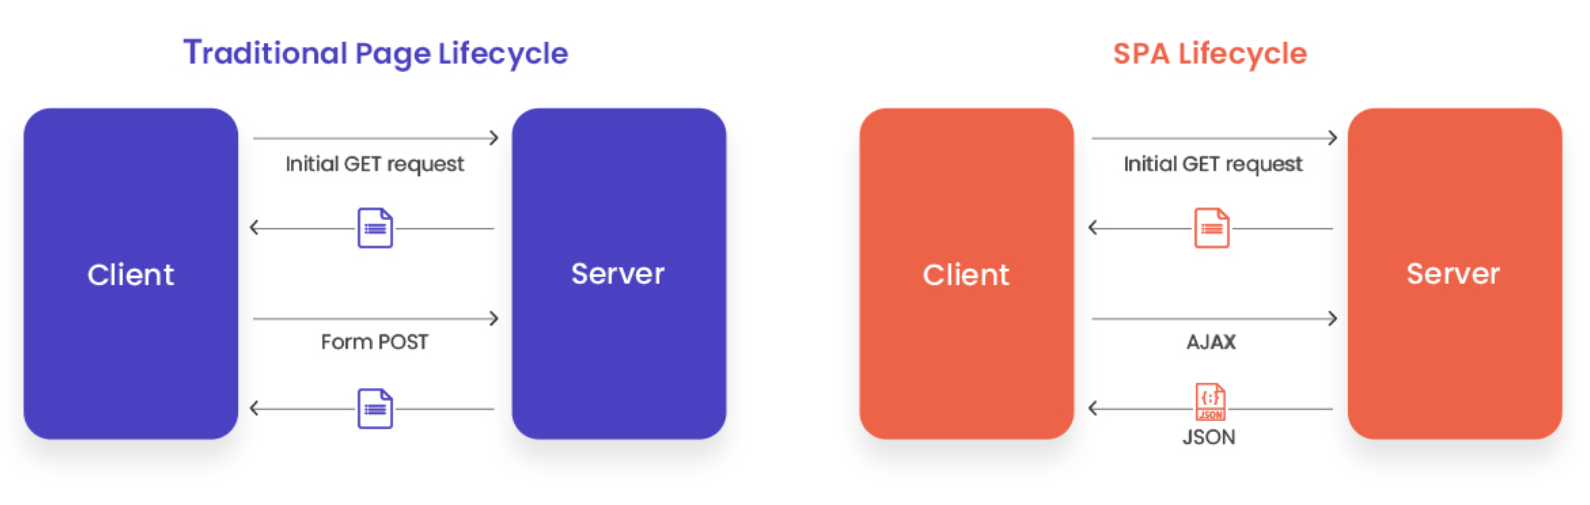 Traditional Page Lifecycle
Client
Initial GET request
Form POST
Server
SPA Lifecycle
Client
Initial GET request
AJAX
JSON
JSON
Server